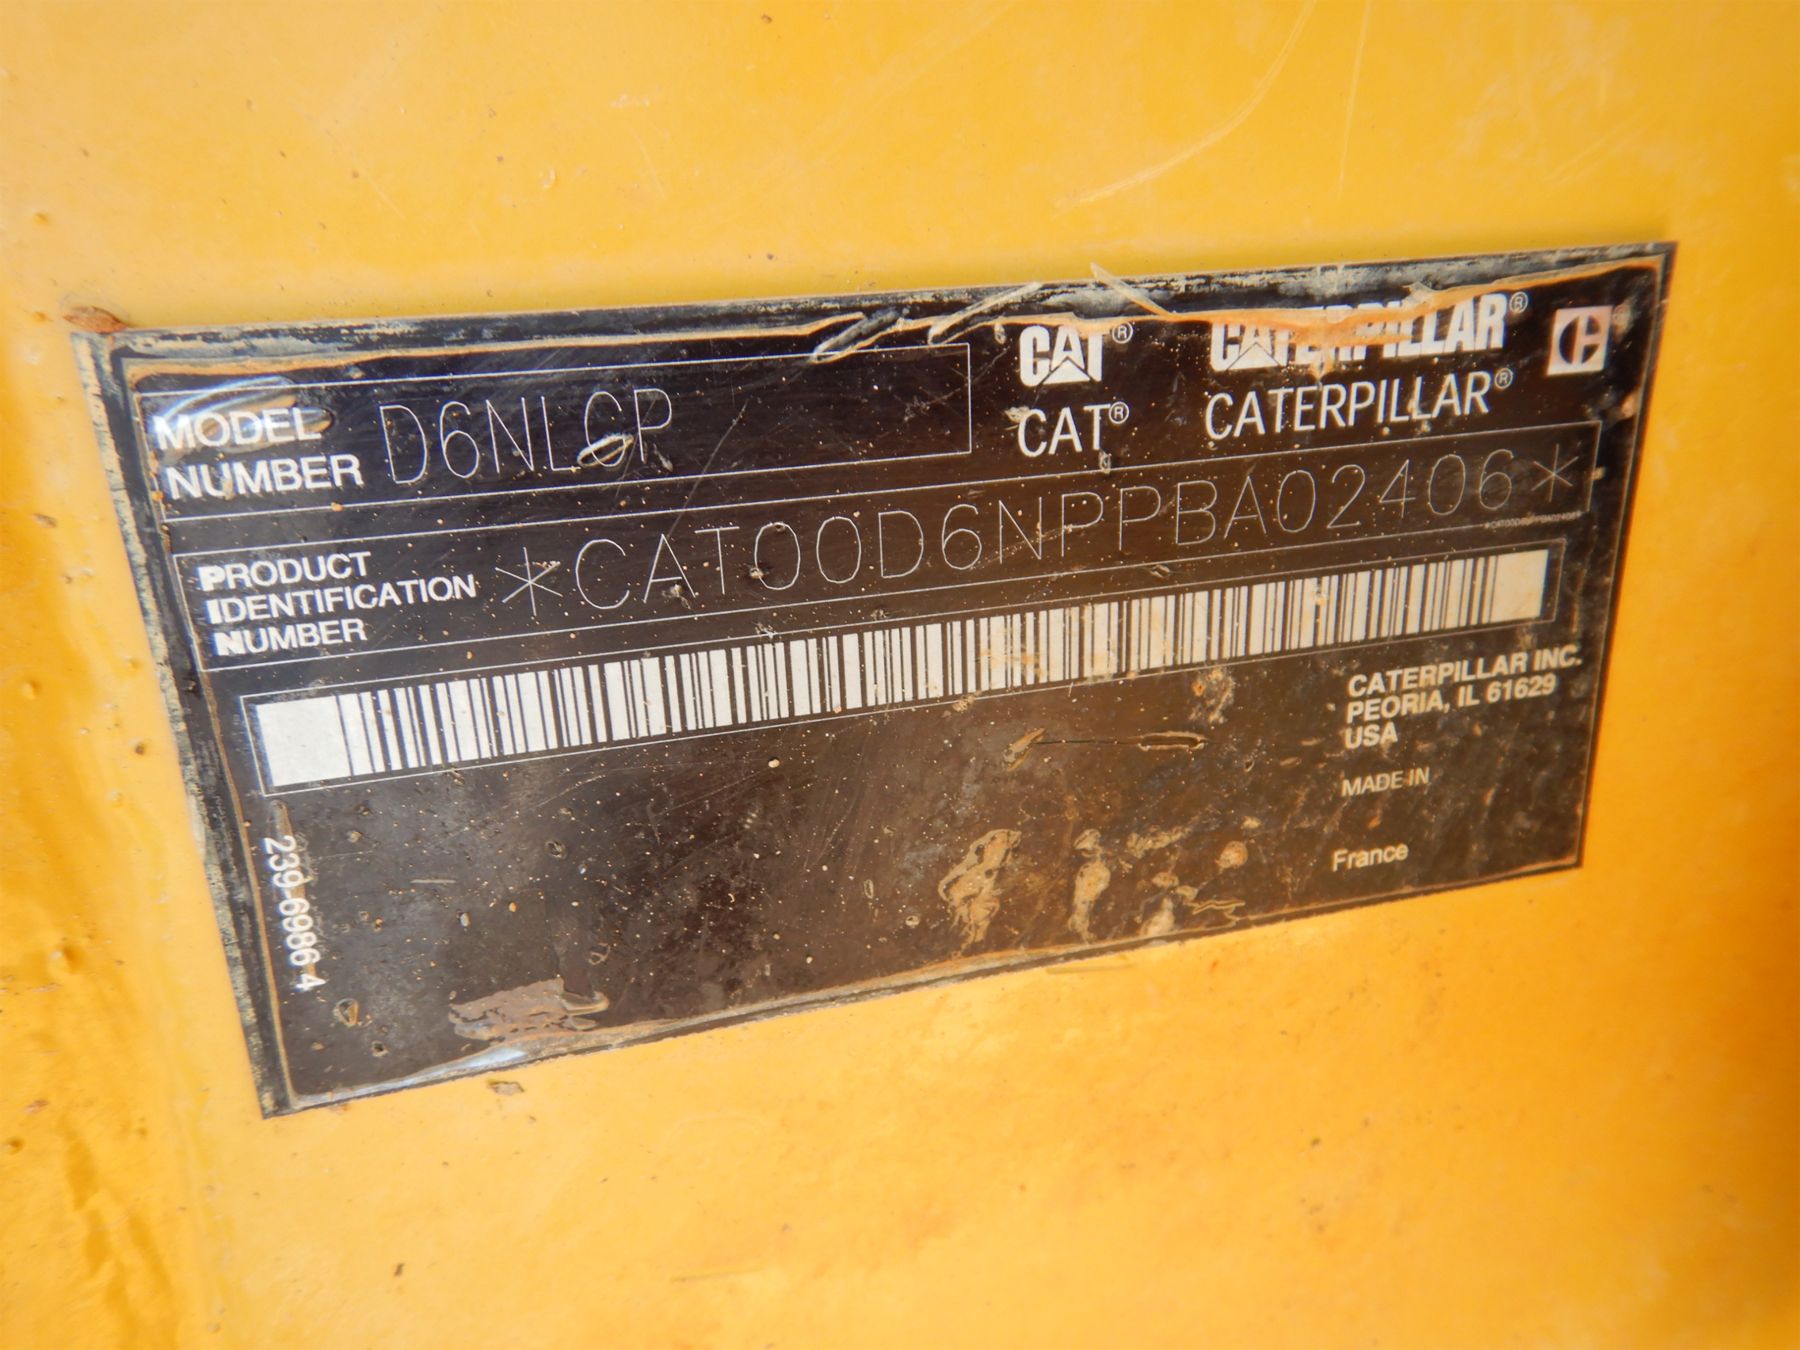 MODEL NUMBER D6NLGP
CAT® CATERPILLAR®
CAT® CATERPILLAR®
PRODUCT IDENTIFICATION NUMBER *CAT00D6NPPBA02406*
CATERPILLAR INC.
PEORIA, IL 61629
USA
MADE IN
France
239-6986 4